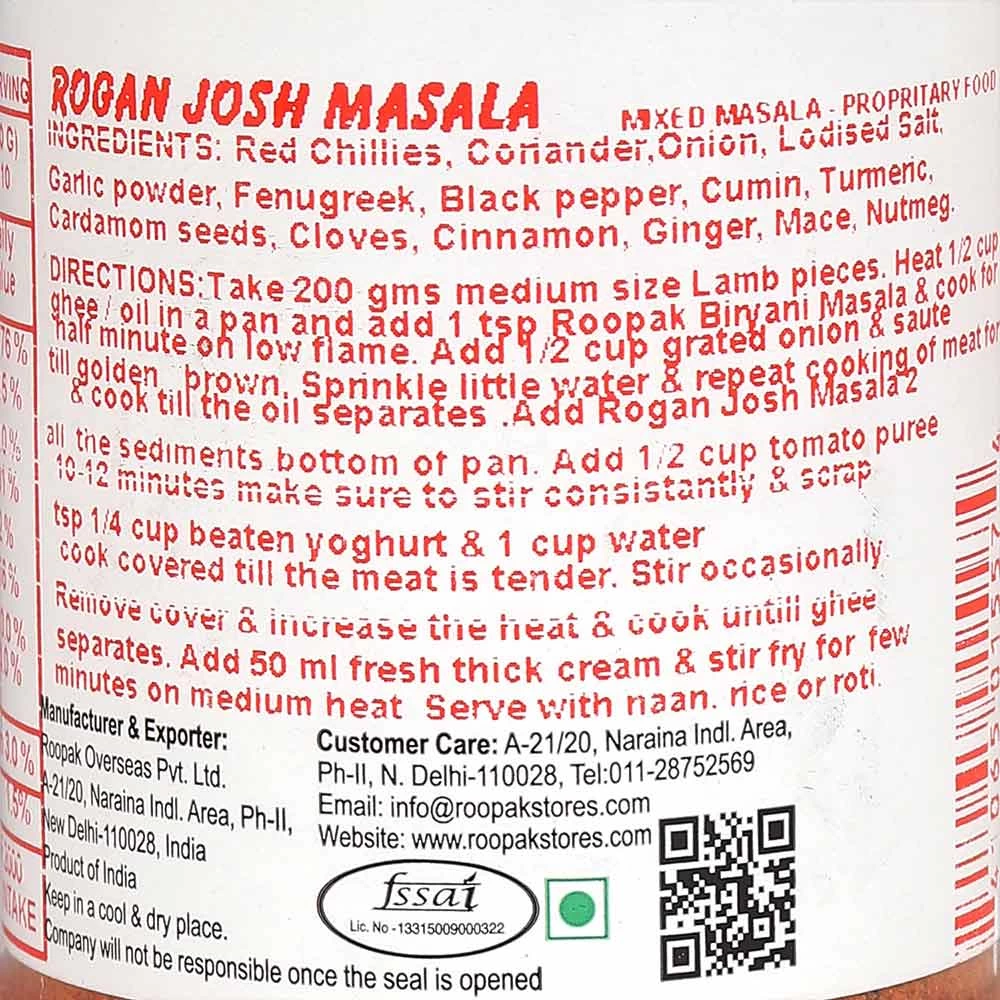 ROGAN JOSH MASALA
MIXED MASALA - PROPRITARY FOOD
INGREDIENTS: Red Chillies, Coriander,Onion, Lodised Salt,
Garlic powder, Fenugreek, Black pepper, Cumin, Turmeric,
Cardamom seeds, Cloves, Cinnamon, Ginger, Mace, Nutmeg.
DIRECTIONS:Take 200 gms medium size Lamb pieces. Heat 1/2 cup
ghee / oil in a pan and add 1 tsp Roopak Biryani Masala & cook for
half minute on low flame. Add 1/2 cup grated onion & saute
till golden brown. Sprinkle little water & repeat cooking of meat for
& cook till the oil separates .Add Rogan Josh Masala 2
all the sediments bottom of pan. Add 1/2 cup tomato puree
10-12 minutes make sure to stir consistantly & scrap
tsp 1/4 cup beaten yoghurt & 1 cup water
cook covered till the meat is tender. Stir occasionally.
Remove cover & increase the heat & cook untill ghee
separates. Add 50 ml fresh thick cream & stir fry for few
minutes on medium heat Serve with naan. rice or roti.
Manufacturer & Exporter:
Roopak Overseas Pvt. Ltd.
A-21/20, Naraina Indl. Area, Ph-II,
New Delhi-110028, India
Product of India
Keep in a cool & dry place.
Company will not be responsible once the seal is opened
Customer Care: A-21/20, Naraina Indl. Area,
Ph-II, N. Delhi-110028, Tel:011-28752569
Email: info@roopakstores.com
Website: www.roopakstores.com
fssai
Lic. No -13315009000322